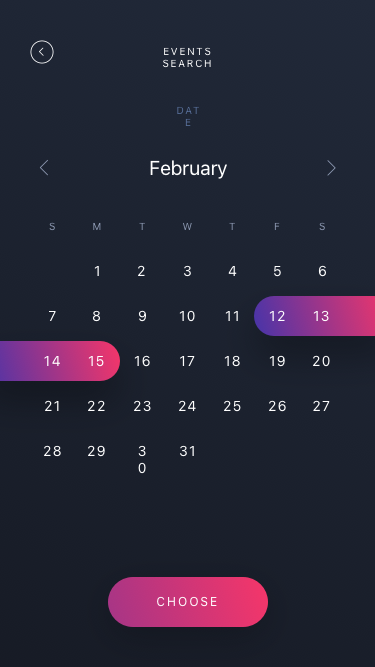 EVENTS
SEARCH
DAT
E
February
S M T W T F S
1 2 3 4 5 6
7 8 9 10 11 12 13
14 15 16 17 18 19 20
21 22 23 24 25 26 27
28 29 3 31
0
CHOOSE